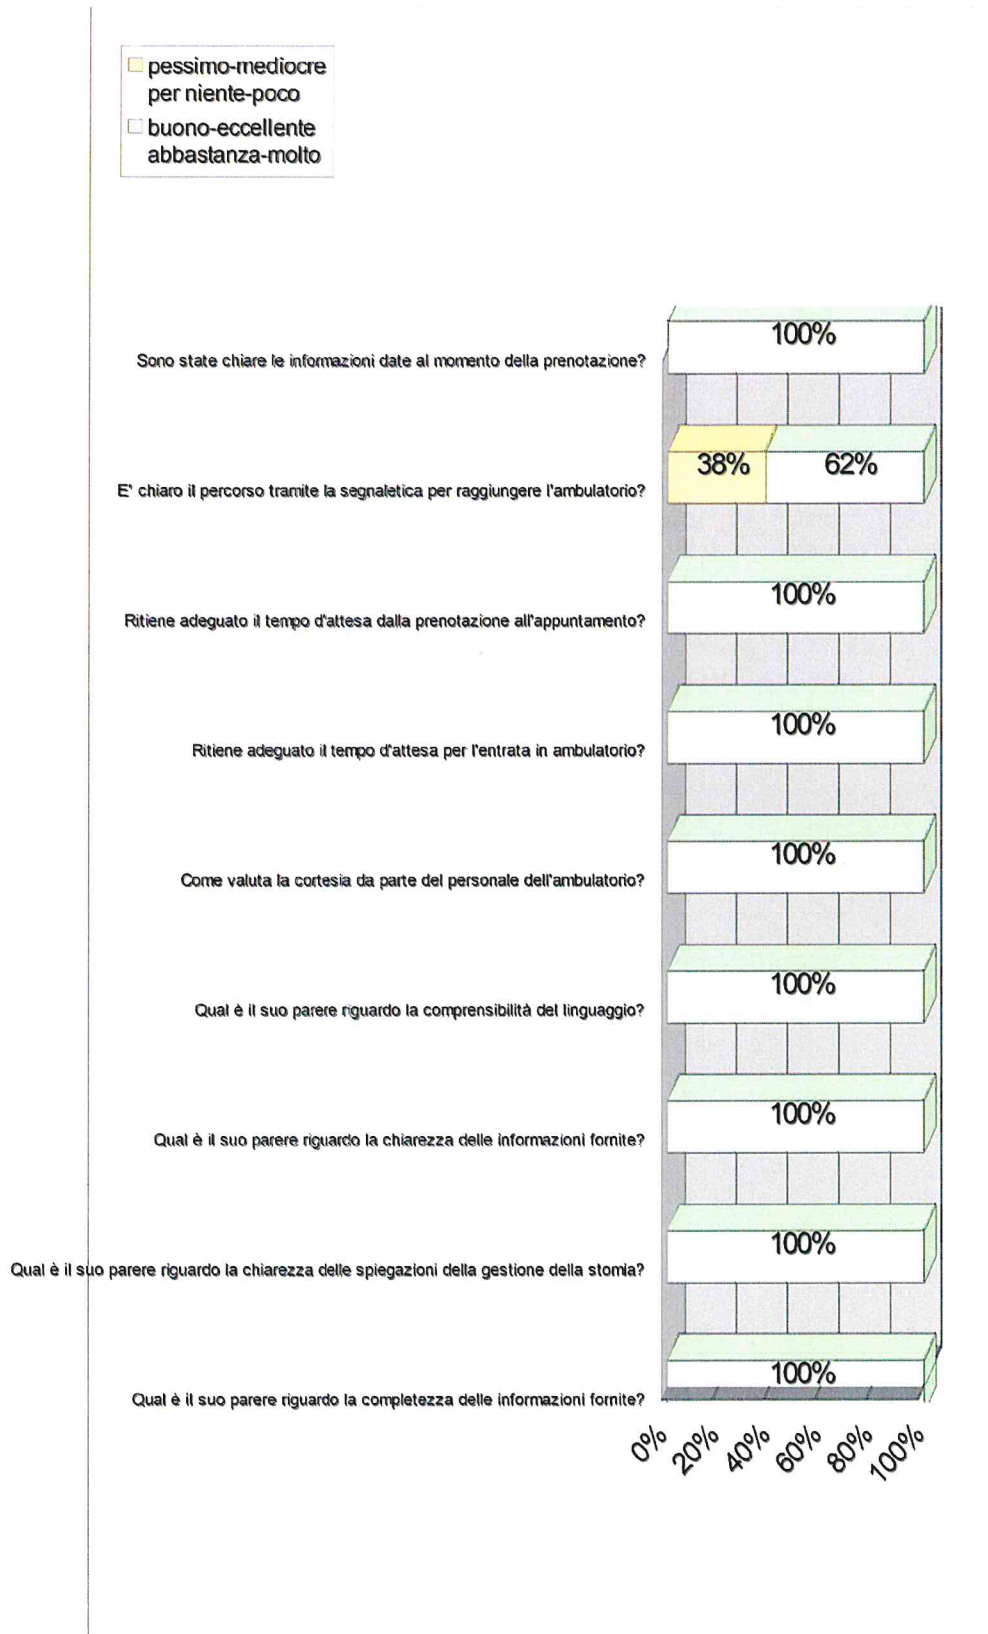 pessimo-mediocre
per niente-poco
buono-eccellente
abbastanza-molto
100%
Sono state chiare le informazioni date al momento della prenotazione?
38% 62%
E' chiaro il percorso tramite la segnaletica per raggiungere l'ambulatorio?
100%
Ritiene adeguato il tempo d'attesa dalla prenotazione all'appuntamento?
100%
Ritiene adeguato il tempo d'attesa per l'entrata in ambulatorio?
100%
Come valuta la cortesia da parte del personale dell'ambulatorio?
100%
Qual è il suo parere riguardo la comprensibilità del linguaggio?
100%
Qual è il suo parere riguardo la chiarezza delle informazioni fornite?
100%
Qual è il suo parere riguardo la chiarezza delle spiegazioni della gestione della stomia?
100%
Qual è il suo parere riguardo la completezza delle informazioni fornite?
0% 20% 40% 60% 80% 100%